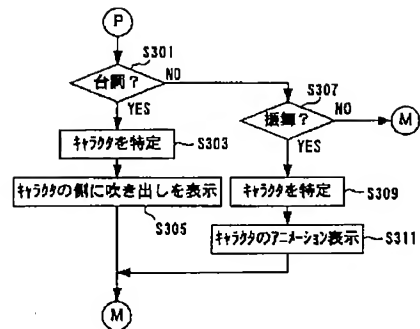 P
S301
台詞?
NO
YES
S307
振舞?
NO
M
YES
キャラクタを特定
S303
キャラクタの側に吹き出しを表示
S305
キャラクタを特定
S309
キャラクタのアニメーション表示
S311
M